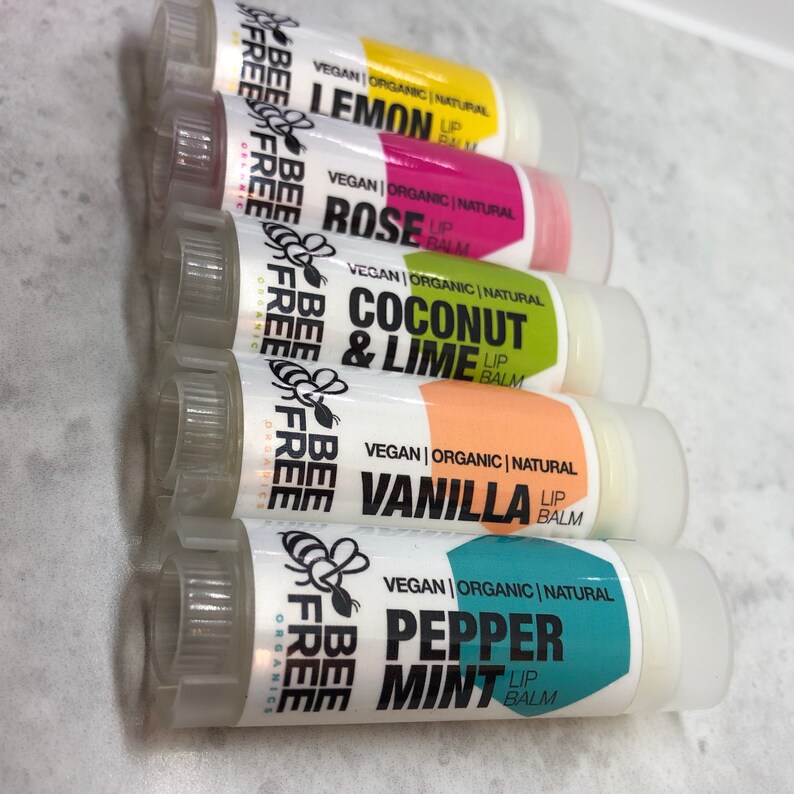 BEE
FREE
VEGAN | ORGANIC | NATURAL
LEMON LIP
BALM
BEE
FREE
ORGANICS
VEGAN | ORGANIC | NATURAL
ROSE LIP
BALM
BEE
FREE
ORGANICS
VEGAN | ORGANIC | NATURAL
COCONUT
& LIME LIP
BALM
BEE
FREE
ORGANICS
VEGAN | ORGANIC | NATURAL
VANILLA LIP
BALM
BEE
FREE
ORGANICS
VEGAN | ORGANIC | NATURAL
PEPPER
MINT LIP
BALM